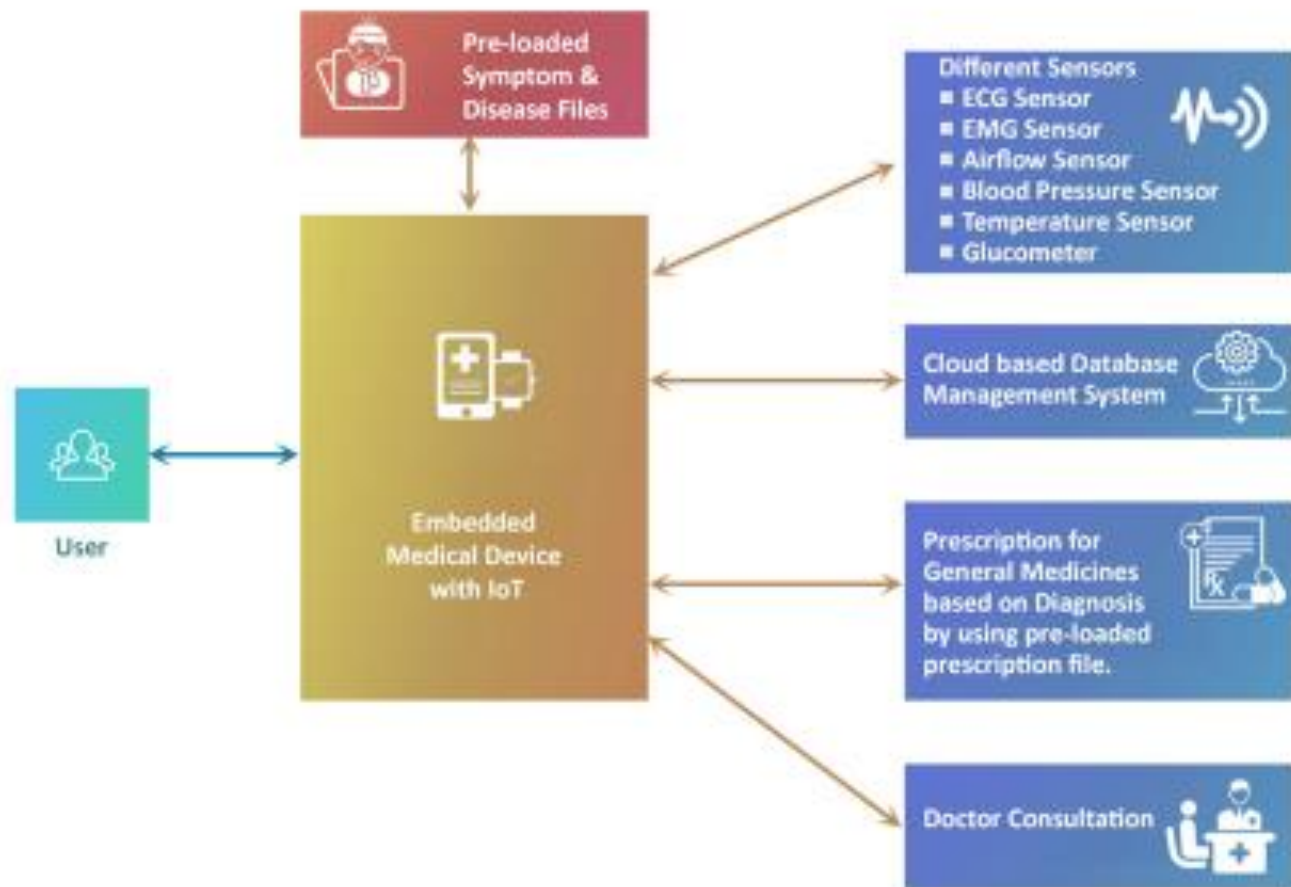 Pre-loaded
Symptom &
Disease Files
Different Sensors
▪ ECG Sensor
▪ EMG Sensor
▪ Airflow Sensor
▪ Blood Pressure Sensor
▪ Temperature Sensor
▪ Glucometer
Cloud based Database
Management System
User
Embedded
Medical Device
with IoT
Prescription for
General Medicines
based on Diagnosis
by using pre-loaded
prescription file.
Rx
Doctor Consultation